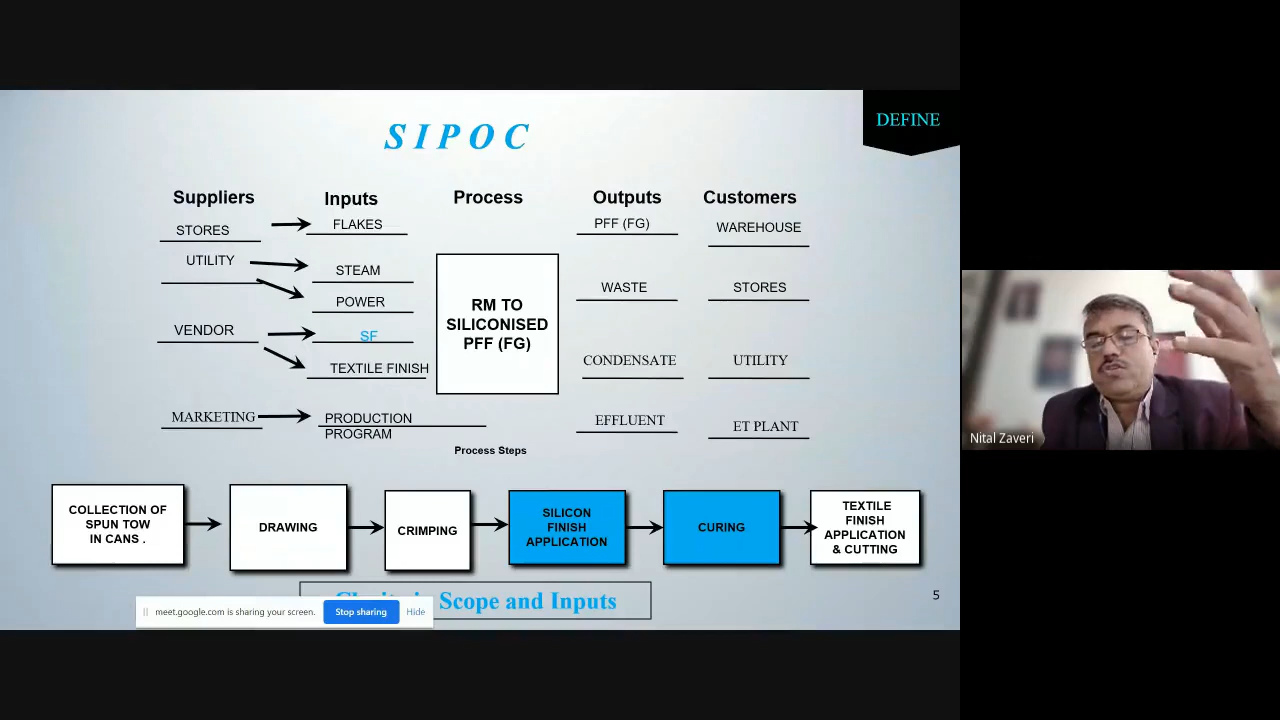 DEFINE
S I P O C
Suppliers Inputs Process Outputs Customers
STORES FLAKES PFF (FG) WAREHOUSE
UTILITY STEAM WASTE STORES
POWER
RM TO
SILICONISED
PFF (FG)
VENDOR SF
TEXTILE FINISH CONDENSATE UTILITY
MARKETING PRODUCTION EFFLUENT ET PLANT
PROGRAM
Process Steps
COLLECTION OF
SPUN TOW
IN CANS .
DRAWING
CRIMPING
SILICON
FINISH
APPLICATION
CURING
TEXTILE
FINISH
APPLICATION
& CUTTING
Scope and Inputs
5
meet.google.com is sharing your screen. Stop sharing Hide
Nital Zaveri